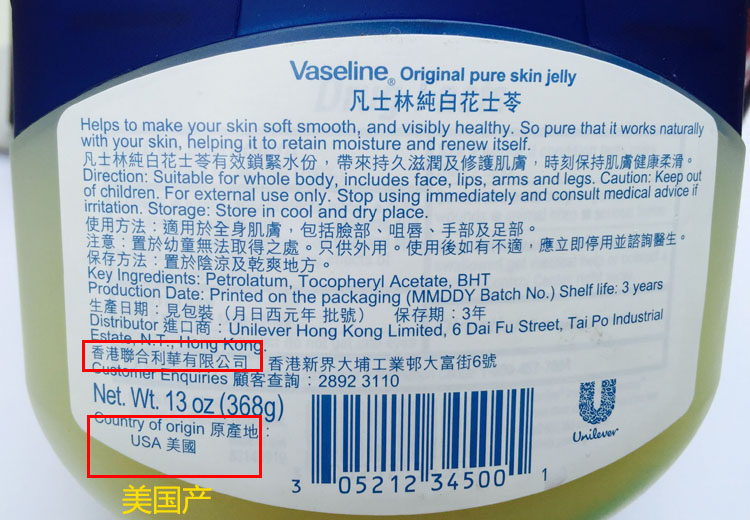 Vaseline® Original pure skin jelly
凡士林純白花士苓
Helps to make your skin soft smooth, and visibly healthy. So pure that it works naturally
with your skin, helping it to retain moisture and renew itself.
凡士林純白花士苓有效鎖緊水份，帶來持久滋潤及修護肌膚，時刻保持肌膚健康柔滑。
Direction: Suitable for whole body, includes face, lips, arms and legs. Caution: Keep out
of children. For external use only. Stop using immediately and consult medical advice if
irritation. Storage: Store in cool and dry place.
使用方法：適用於全身肌膚，包括臉部、咀唇、手部及足部。
注意：置於幼童無法取得之處。只供外用。使用後如有不適，應立即停用並諮詢醫生。
保存方法：置於陰涼及乾爽地方。
Key Ingredients: Petrolatum, Tocopheryl Acetate, BHT
Production Date: Printed on the packaging (MMDDY Batch No.) Shelf life: 3 years
生產日期：見包裝（月日西元年 批號） 保存期：3年
Distributor 進口商：Unilever Hong Kong Limited, 6 Dai Fu Street, Tai Po Industrial
Estate, N.T., Hong Kong.
香港聯合利華有限公司 香港新界大埔工業邨大富街6號
Customer Enquiries 顧客查詢：2892 3110
Net. Wt. 13 oz (368g)
Country of origin 原產地：
USA 美國
Unilever
3 05212 34500 1
美国产